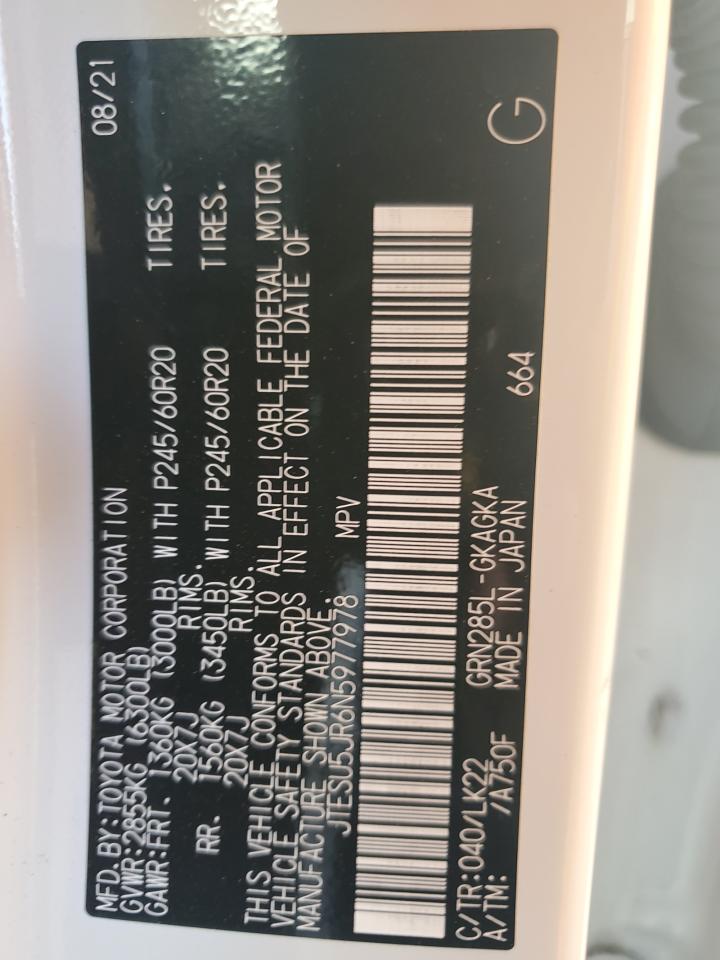 MFD.BY:TOYOTA MOTOR CORPORATION 08/21
GVWR:2855KG (6300LB)
GAWR:FRT. 1360KG (3000LB) WITH P245/60R20 TIRES.
20X7J RIMS.
RR. 1560KG (3450LB) WITH P245/60R20 TIRES.
20X7J RIMS.
THIS VEHICLE CONFORMS TO ALL APPLICABLE FEDERAL MOTOR
VEHICLE SAFETY STANDARDS IN EFFECT ON THE DATE OF
MANUFACTURE SHOWN ABOVE.
JTESU5JR6N5977978 MPV
C/TR:040/LK22 GRN285L-GKAGKA
A/TM: /A750F MADE IN JAPAN 664
G